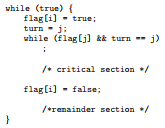 while (true) {
flag[i] = true;
turn = j;
while (flag[j] && turn == j)
;
/* critical section */
flag[i] = false;
/*remainder section */
}